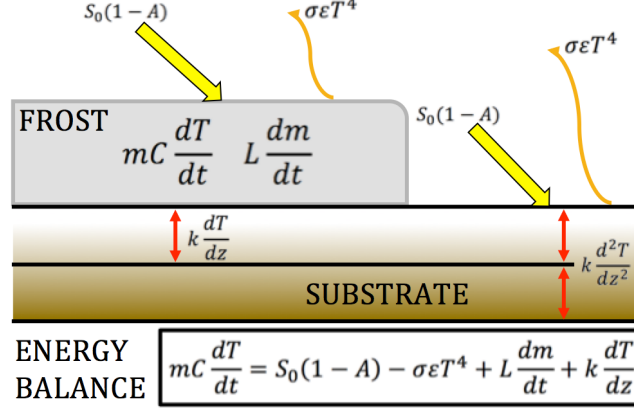 S₀(1 − A)
σεT⁴
σεT⁴
FROST
S₀(1 − A)
mC dT/dt L dm/dt
k dT/dz
k d²T/dz²
SUBSTRATE
ENERGY
BALANCE
mC dT/dt = S₀(1 − A) − σεT⁴ + L dm/dt + k dT/dz